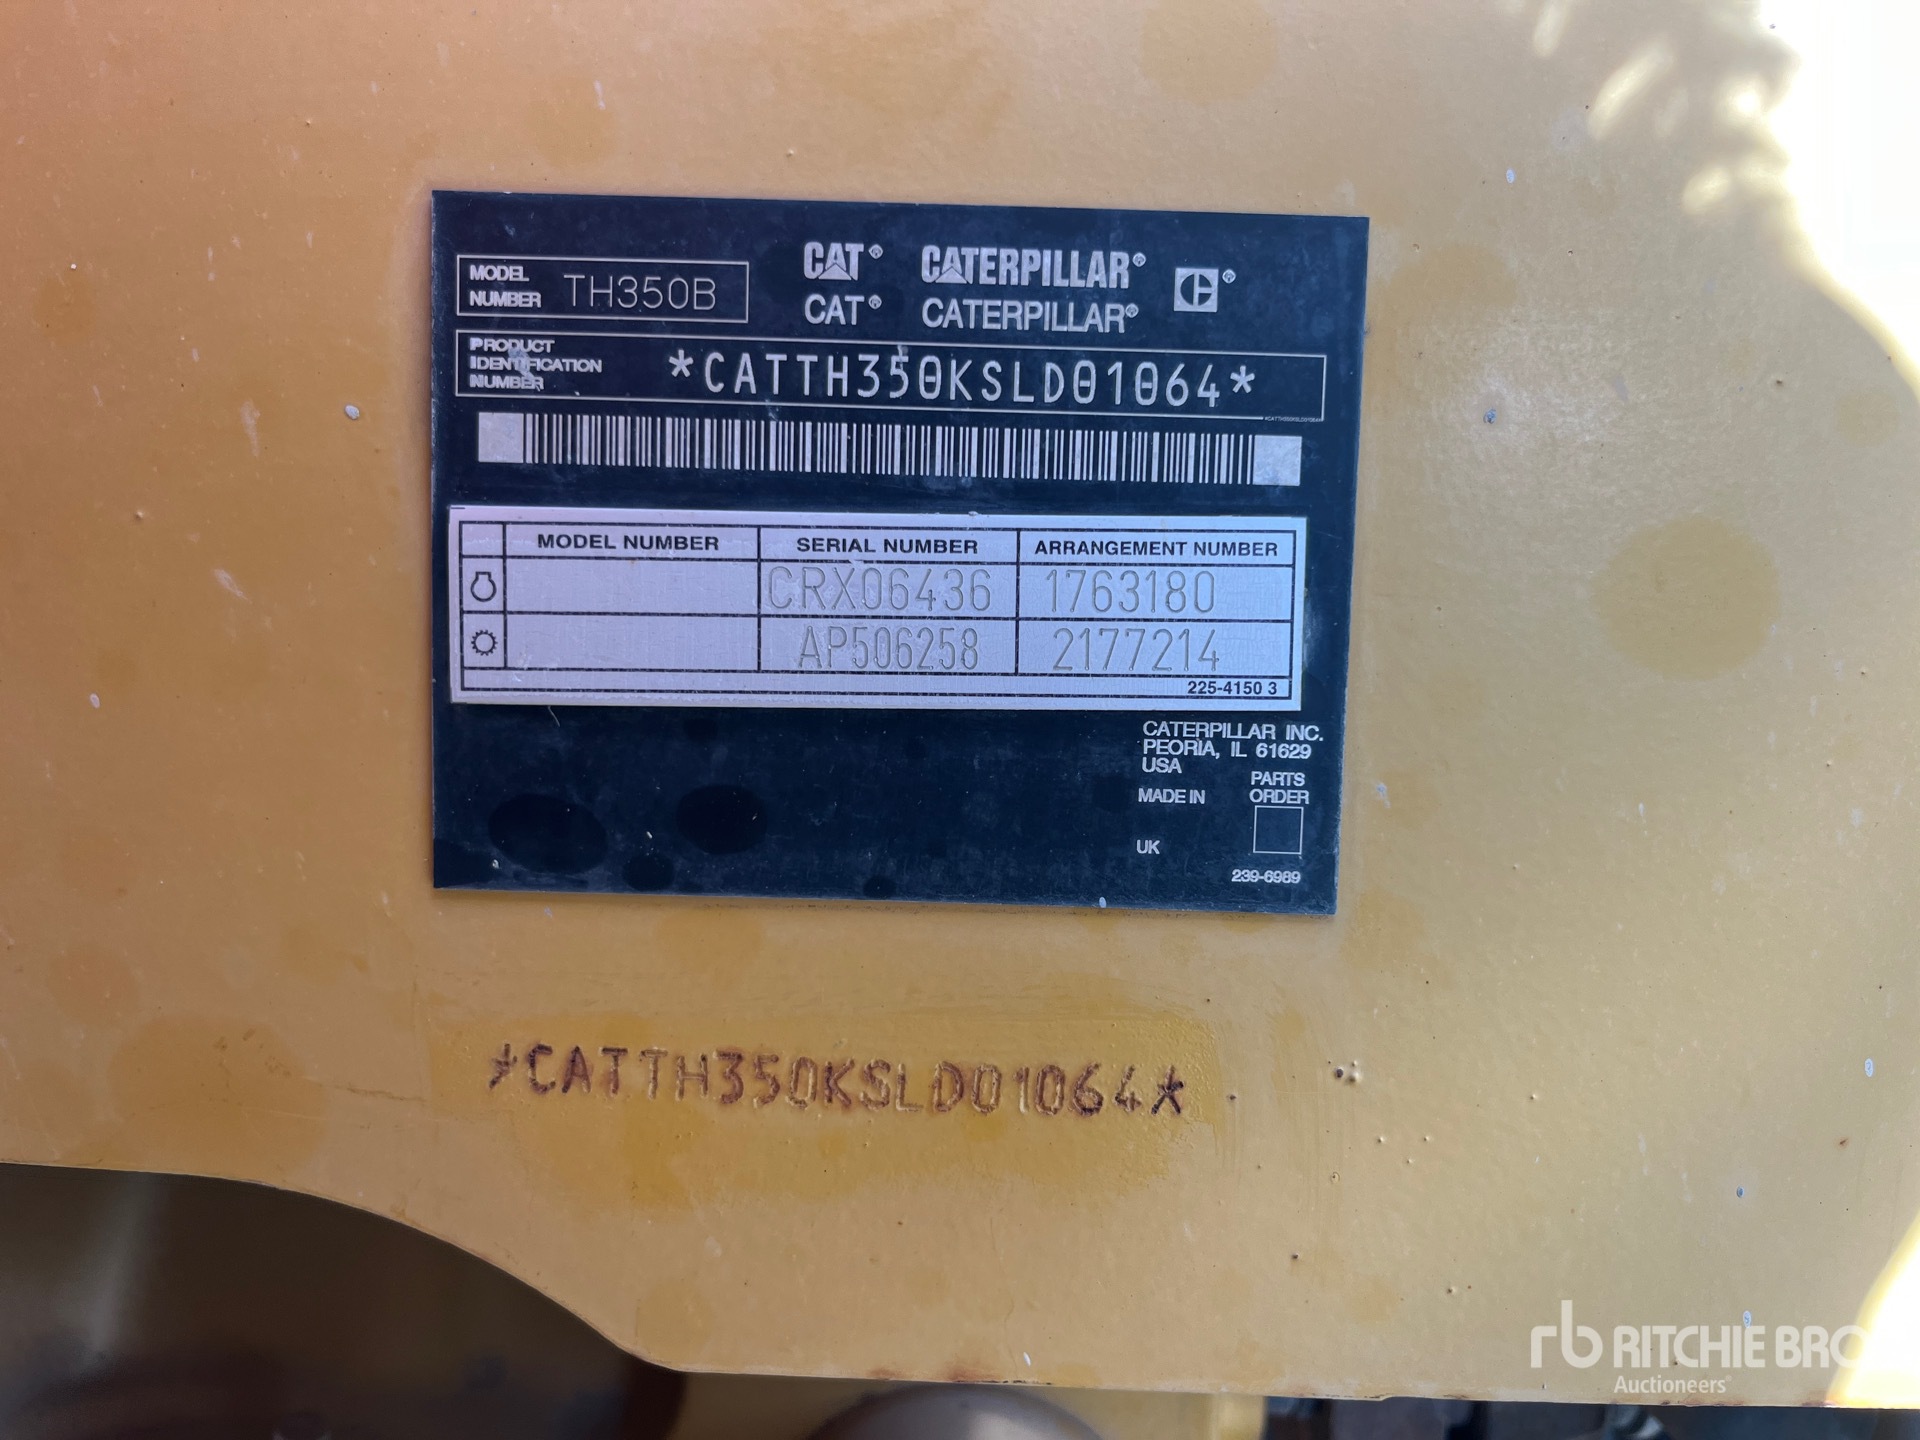 MODEL NUMBER TH350B
CAT® CATERPILLAR®
CAT® CATERPILLAR®
PRODUCT IDENTIFICATION NUMBER *CATTH350KSLD01064*
*CATTH350KSLD01064*
MODEL NUMBER SERIAL NUMBER ARRANGEMENT NUMBER
CRX06436 1763180
AP506258 2177214
225-4150 3
CATERPILLAR INC.
PEORIA, IL 61629
USA
MADE IN
UK
PARTS
ORDER
239-6989
*CATTH350KSLD01064*
rb RITCHIE BRO
Auctioneers